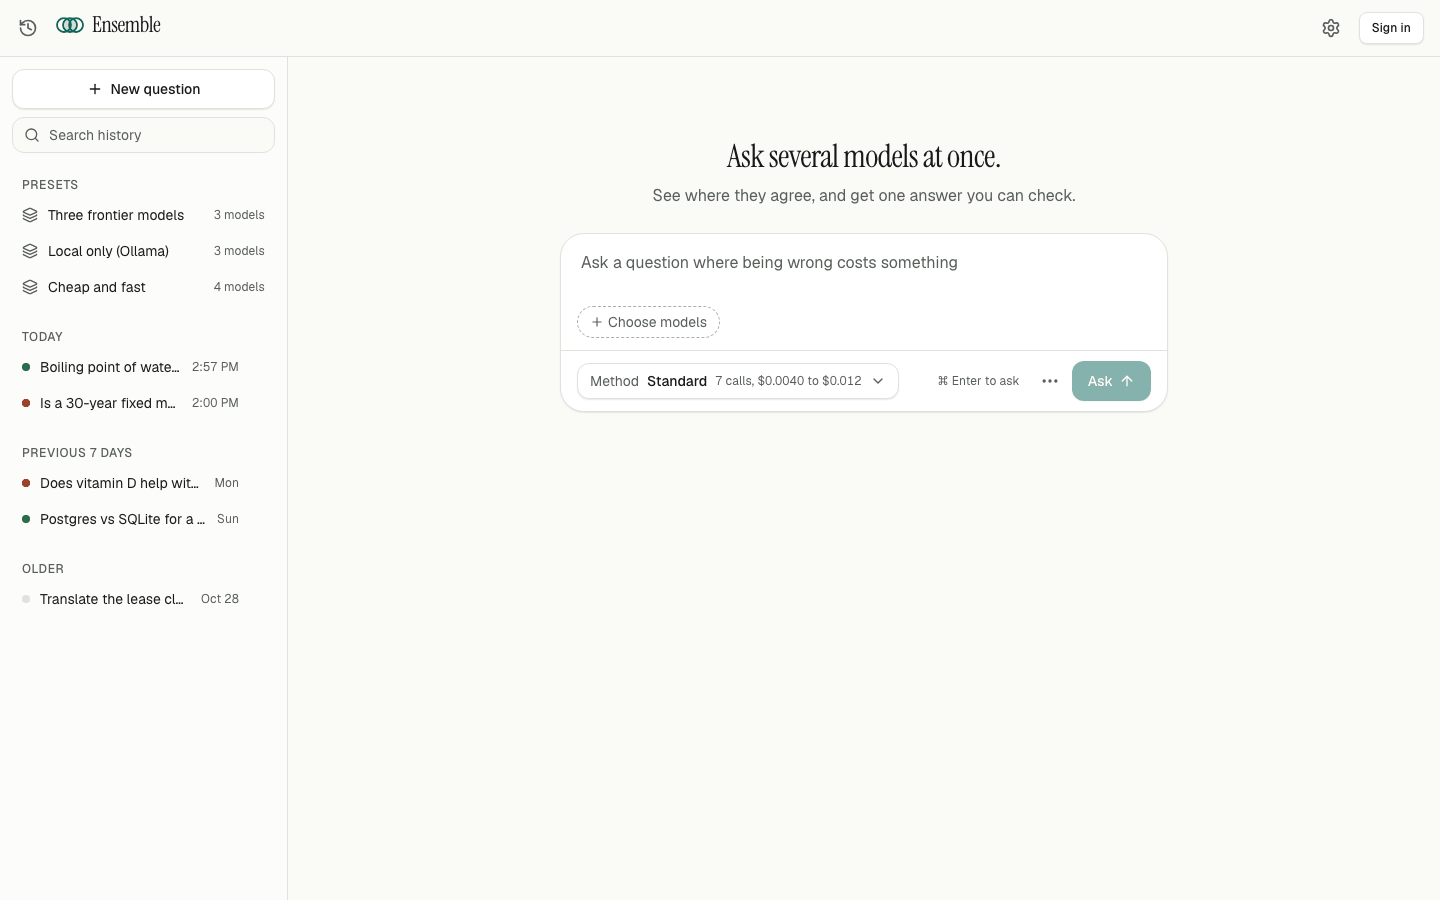 Ensemble
Sign in
New question
Search history
PRESETS
Three frontier models 3 models
Local only (Ollama) 3 models
Cheap and fast 4 models
TODAY
Boiling point of wate... 2:57 PM
Is a 30-year fixed m... 2:00 PM
PREVIOUS 7 DAYS
Does vitamin D help wit... Mon
Postgres vs SQLite for a ... Sun
OLDER
Translate the lease cl... Oct 28
Ask several models at once.
See where they agree, and get one answer you can check.
Ask a question where being wrong costs something
+ Choose models
Method Standard 7 calls, $0.0040 to $0.012 ⌘ Enter to ask ••• Ask ↑